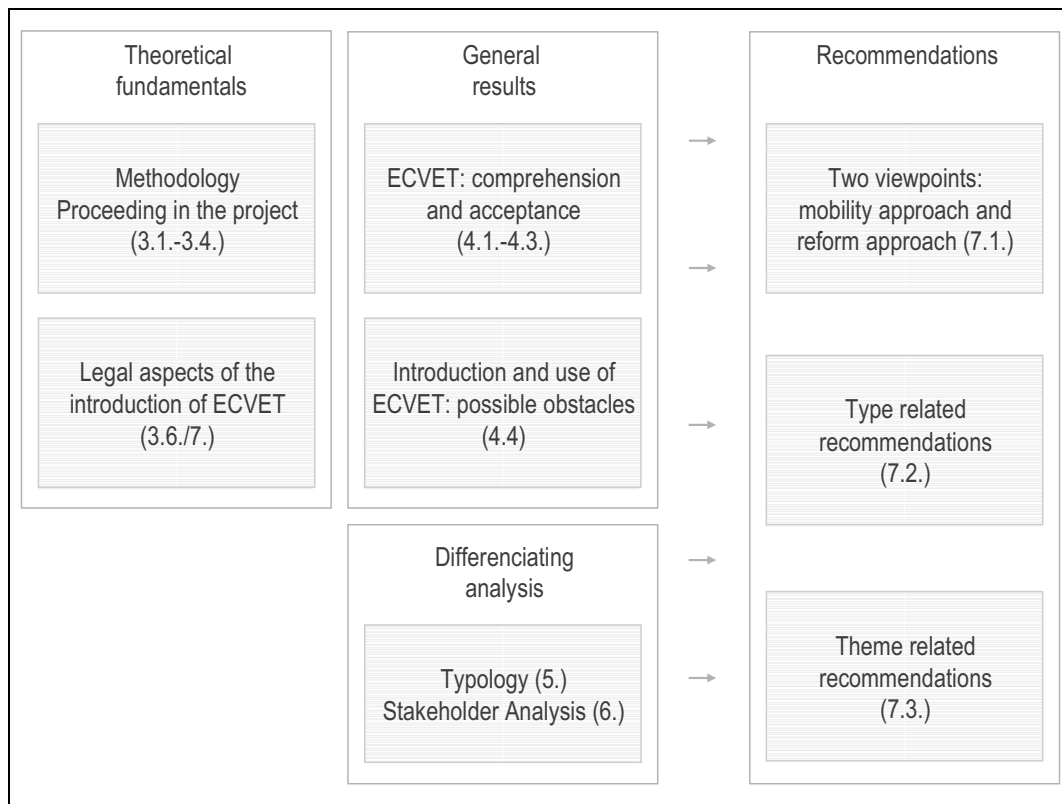 Theoretical
fundamentals
Methodology
Proceeding in the project
(3.1.-3.4.)
Legal aspects of the
introduction of ECVET
(3.6./7.)
General
results
ECVET: comprehension
and acceptance
(4.1.-4.3.)
Introduction and use of
ECVET: possible obstacles
(4.4)
Differenciating
analysis
Typology (5.)
Stakeholder Analysis (6.)
Recommendations
Two viewpoints:
mobility approach and
reform approach (7.1.)
Type related
recommendations
(7.2.)
Theme related
recommendations
(7.3.)